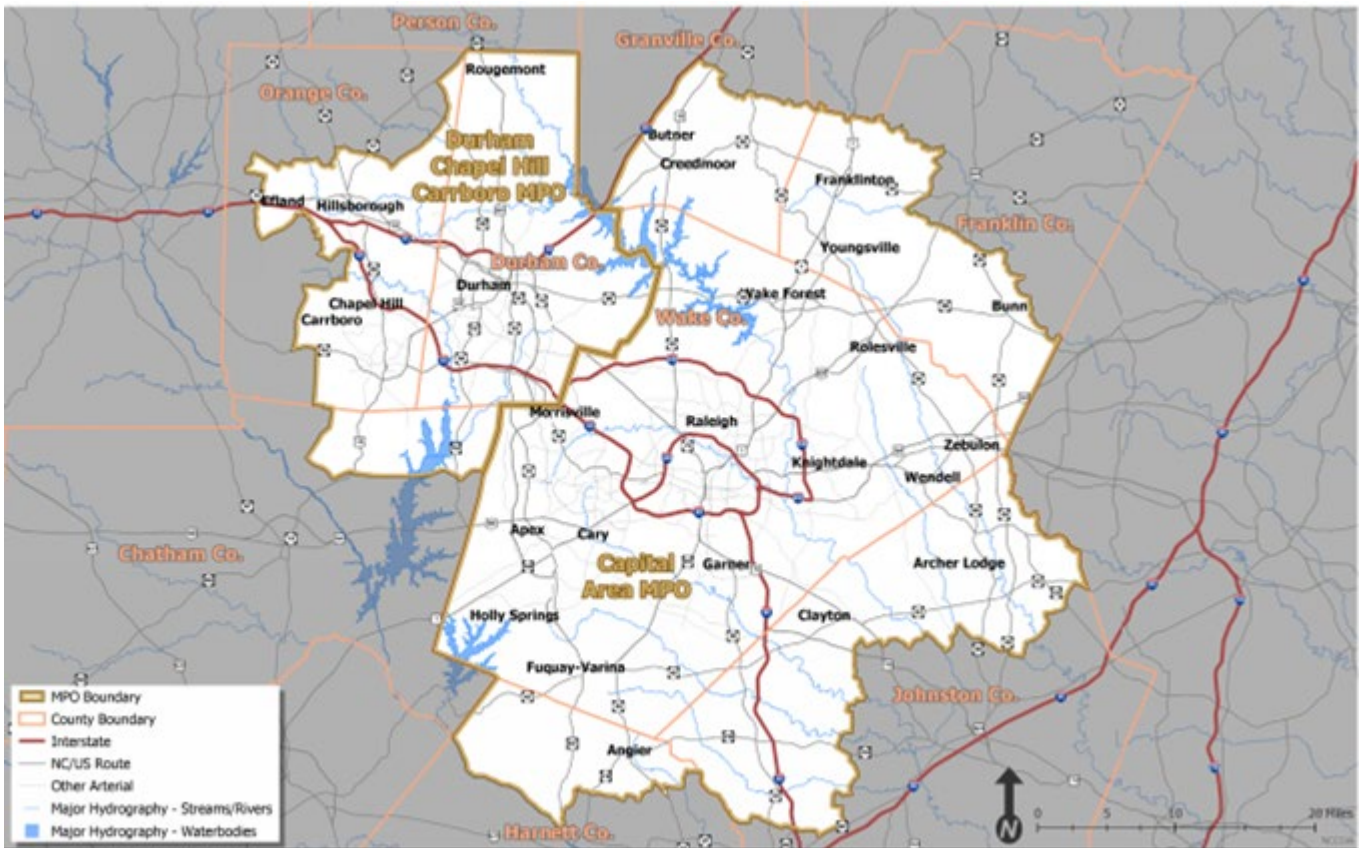 Person Co.
Granville Co.
Rougemont
Orange Co.
Durham
Chapel Hill
Carrboro MPO
Butner
Creedmoor
Franklinton
Efland
Hillsborough
Franklin Co.
Youngsville
Durham Co.
Durham
Wake Forest
Chapel Hill
Carrboro
Bunn
Wake Co.
Rolesville
Morrisville
Raleigh
Zebulon
Knightdale
Wendell
Apex
Cary
Chatham Co.
Capital
Area MPO
Garner
Archer Lodge
Holly Springs
Clayton
Fuquay-Varina
Johnston Co.
Angier
Harnett Co.
MPO Boundary
County Boundary
Interstate
NC/US Route
Other Arterial
Major Hydrography - Streams/Rivers
Major Hydrography - Waterbodies
N
0 10 20 Miles